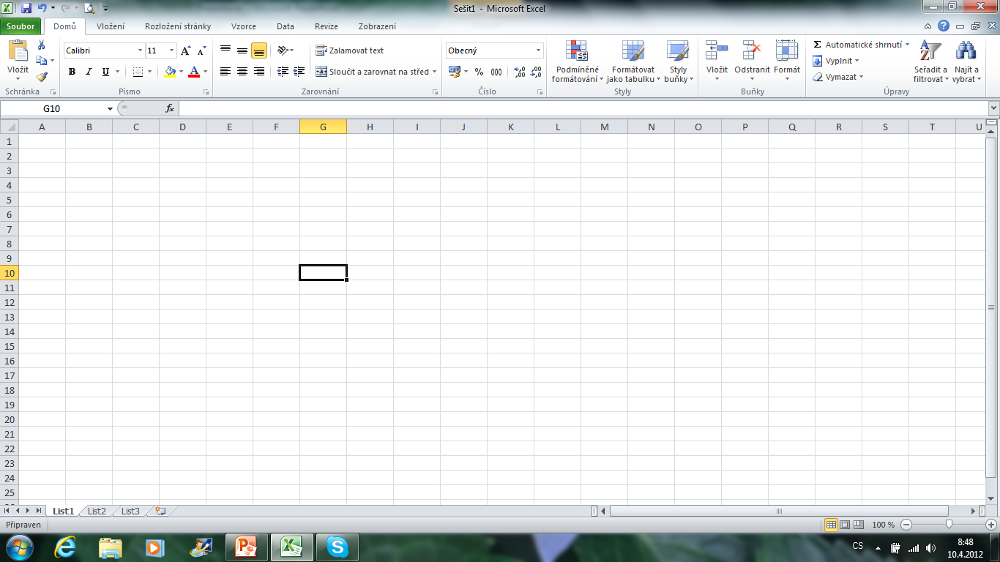 Sešit1 - Microsoft Excel
Soubor Domů Vložení Rozložení stránky Vzorce Data Revize Zobrazení
Calibri 11 Zalamovat text Obecný Σ Automatické shrnutí
Vložit Podmíněné formátování Formátovat jako tabulku Styly buňky Vložit Odstranit Formát Vyplnit Seřadit a filtrovat Najít a vybrat
B I U A Sloučit a zarovnat na střed % 000 ,00 ,0 Vymazat
Schránka Písmo Zarovnání Číslo Styly Buňky Úpravy
G10 fx
A B C D E F G H I J K L M N O P Q R S T U
1
2
3
4
5
6
7
8
9
10
11
12
13
14
15
16
17
18
19
20
21
22
23
24
25
List1 List2 List3
Připraven 100 %
CS 8:48
10.4.2012